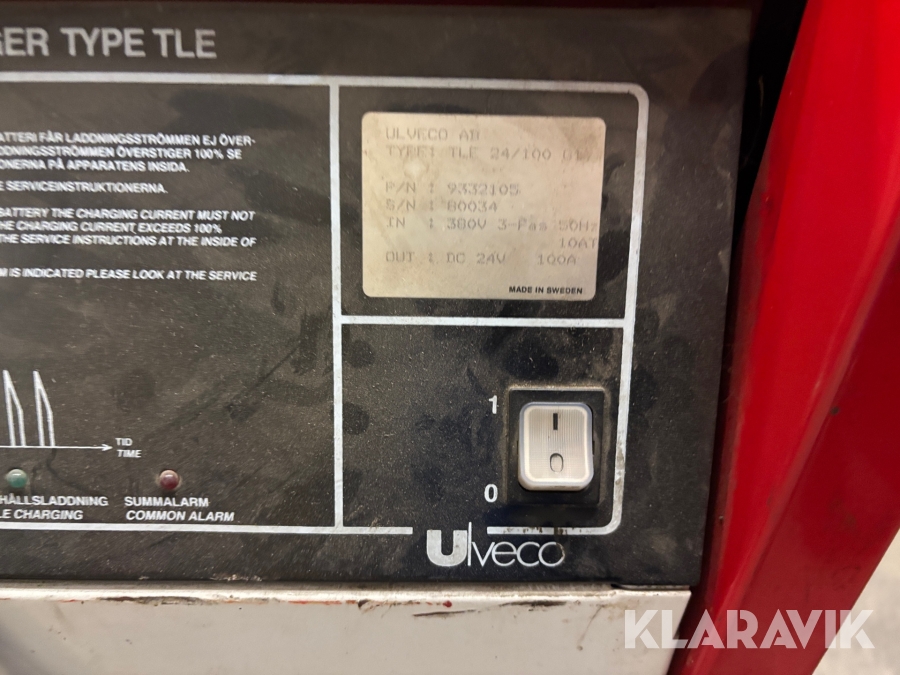 GER TYPE TLE
ATTERI FÅR LADDNINGSSTRÖMMEN EJ ÖVER-
DDNINGSSTRÖMMEN ÖVERSTIGER 100% SE
ONERNA PÅ APPARATENS INSIDA.
E SERVICEINSTRUKTIONERNA.
BATTERY THE CHARGING CURRENT MUST NOT
HE CHARGING CURRENT EXCEEDS 100%
THE SERVICE INSTRUCTIONS AT THE INSIDE OF
M IS INDICATED PLEASE LOOK AT THE SERVICE
ULVECO AB
TYPE: TLE 24/100
P/N : 9332105
S/N : 80034
IN : 380V 3-Fas 50Hz
10AT
OUT : DC 24V 100A
MADE IN SWEDEN
TID
TIME
HÅLLSLADDNING
LE CHARGING
SUMMALARM
COMMON ALARM
1
0
I
O
Ulveco
KLARAVIK